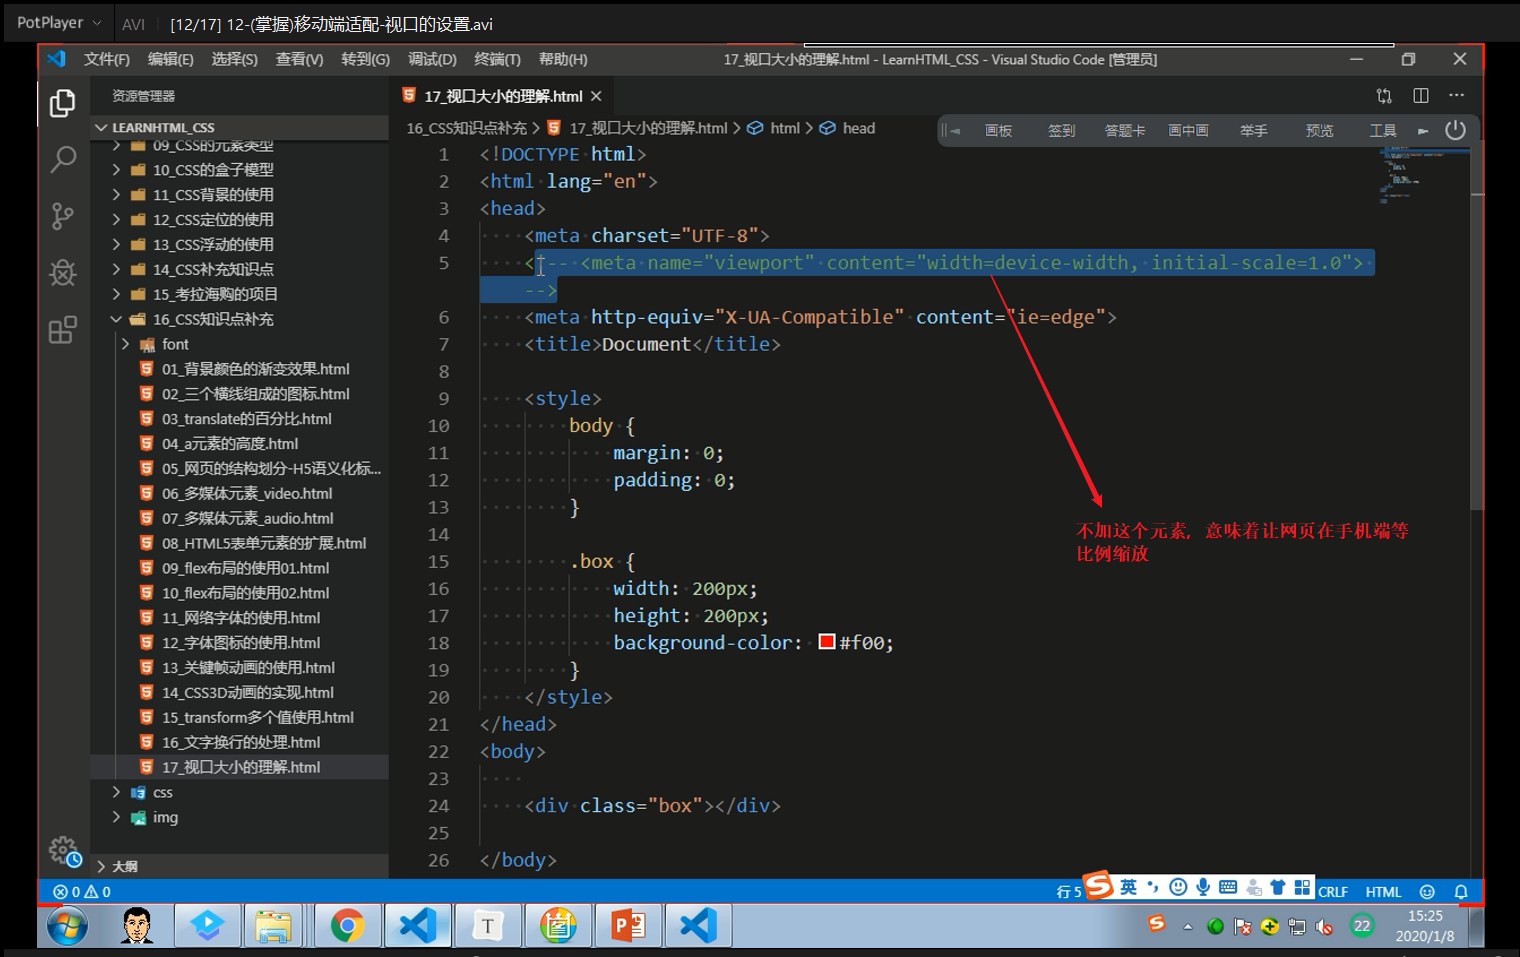 PotPlayer AVI [12/17] 12-(掌握)移动端适配-视口的设置.avi
文件(F) 编辑(E) 选择(S) 查看(V) 转到(G) 调试(D) 终端(T) 帮助(H) 17_视口大小的理解.html - LearnHTML_CSS - Visual Studio Code [管理员]
资源管理器
17_视口大小的理解.html
LEARNHTML_CSS
16_CSS知识点补充 > 17_视口大小的理解.html > html > head
画板 签到 答题卡 画中画 举手 预览 工具
09_CSS的元素类型
10_CSS的盒子模型
11_CSS背景的使用
12_CSS定位的使用
13_CSS浮动的使用
14_CSS补充知识点
15_考拉海购的项目
16_CSS知识点补充
font
01_背景颜色的渐变效果.html
02_三个横线组成的图标.html
03_translate的百分比.html
04_a元素的高度.html
05_网页的结构划分-H5语义化标...
06_多媒体元素_video.html
07_多媒体元素_audio.html
08_HTML5表单元素的扩展.html
09_flex布局的使用01.html
10_flex布局的使用02.html
11_网络字体的使用.html
12_字体图标的使用.html
13_关键帧动画的使用.html
14_CSS3D动画的实现.html
15_transform多个值使用.html
16_文字换行的处理.html
17_视口大小的理解.html
css
img
大纲
1 <!DOCTYPE html>
2 <html lang="en">
3 <head>
4 <meta charset="UTF-8">
5 <!-- <meta name="viewport" content="width=device-width, initial-scale=1.0">
-->
6 <meta http-equiv="X-UA-Compatible" content="ie=edge">
7 <title>Document</title>
8
9 <style>
10 body {
11 margin: 0;
12 padding: 0;
13 }
14
15 .box {
16 width: 200px;
17 height: 200px;
18 background-color: #f00;
19 }
20 </style>
21 </head>
22 <body>
23
24 <div class="box"></div>
25
26 </body>
不加这个元素，意味着让网页在手机端等
比例缩放
0 0 行 5 英 CRLF HTML
T 22 15:25
2020/1/8